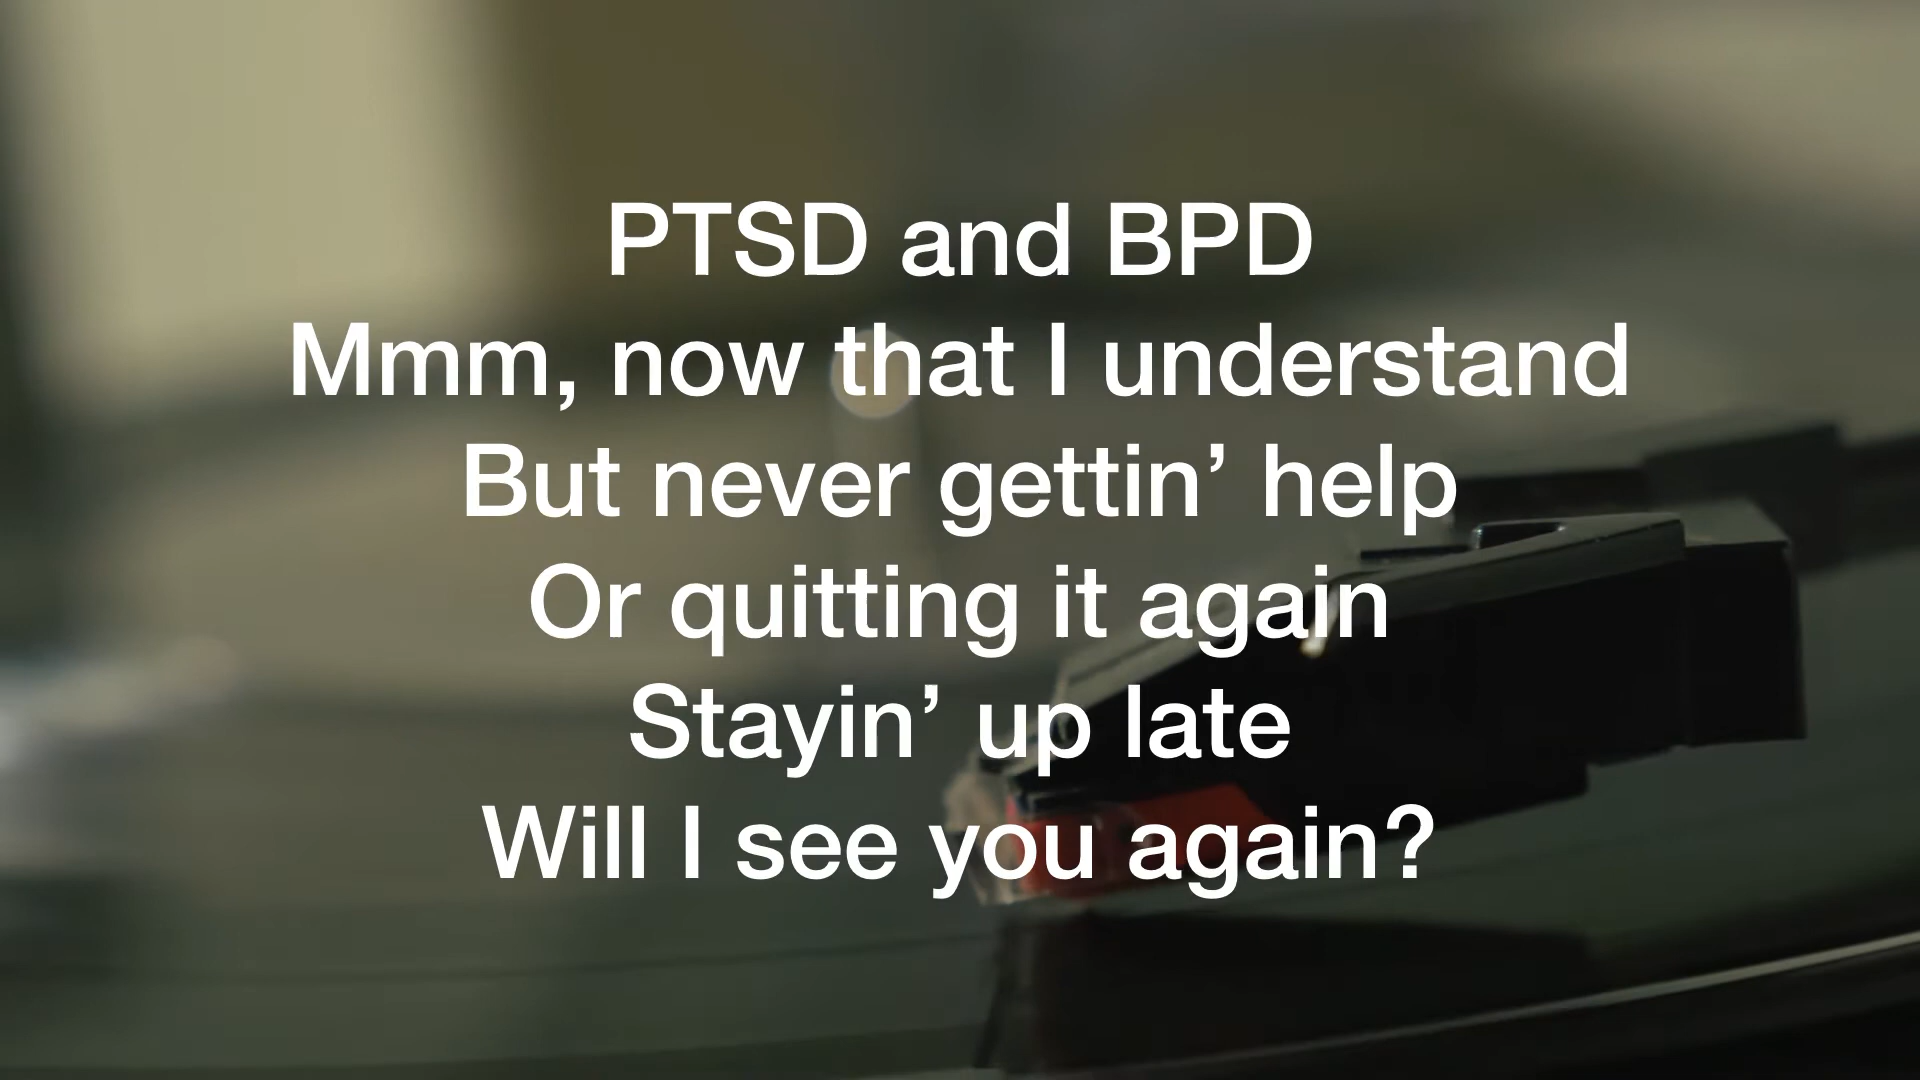 PTSD and BPD
Mmm, now that I understand
But never gettin’ help
Or quitting it again
Stayin’ up late
Will I see you again?